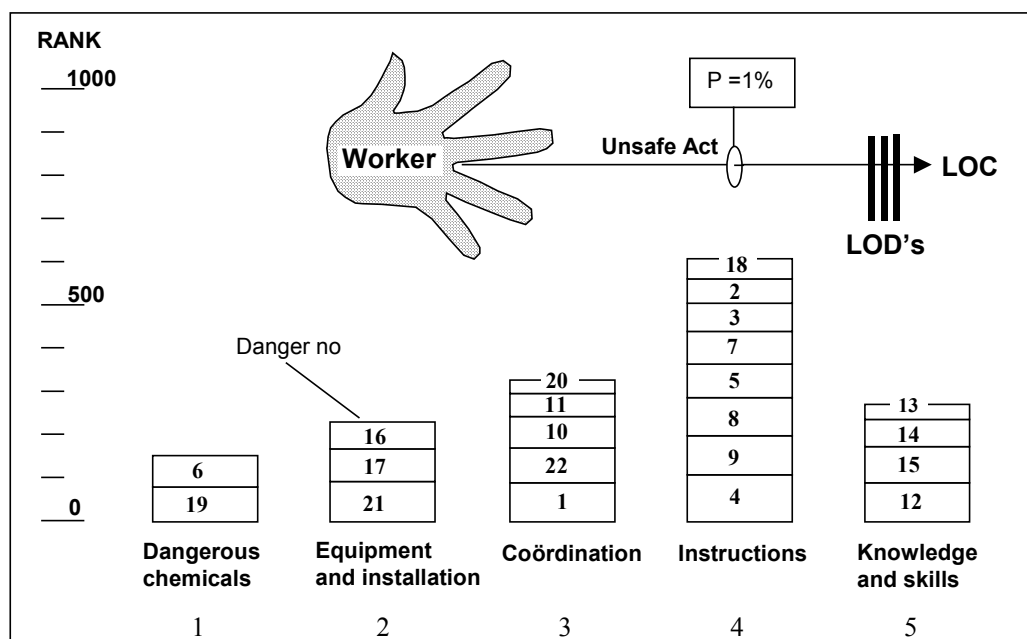 RANK
1000
P =1%
Unsafe Act
Worker
LOC
LOD's
500
Danger no
0
6
19
16
17
21
20
11
10
22
1
18
2
3
7
5
8
9
4
13
14
15
12
Dangerous
chemicals
Equipment
and installation
Coördination
Instructions
Knowledge
and skills
1
2
3
4
5